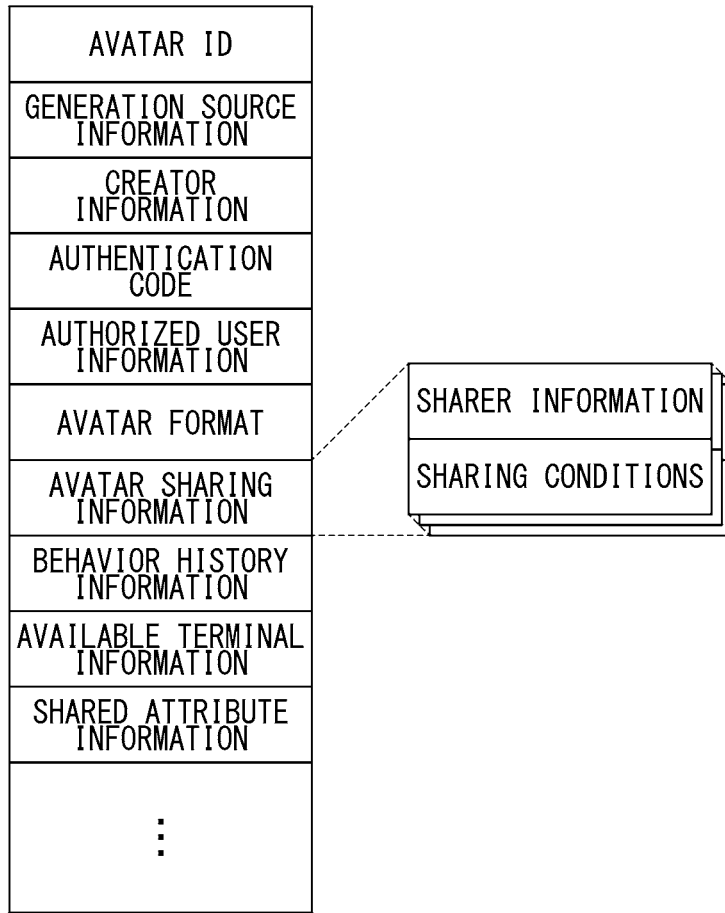 AVATAR ID
GENERATION SOURCE
INFORMATION
CREATOR
INFORMATION
AUTHENTICATION
CODE
AUTHORIZED USER
INFORMATION
AVATAR FORMAT
AVATAR SHARING
INFORMATION
BEHAVIOR HISTORY
INFORMATION
AVAILABLE TERMINAL
INFORMATION
SHARED ATTRIBUTE
INFORMATION
⋮
SHARER INFORMATION
SHARING CONDITIONS